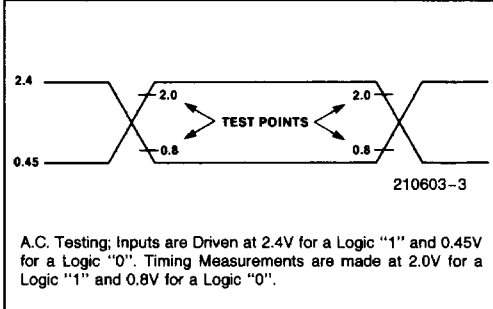 2.4
2.0
2.0
TEST POINTS
0.8
0.8
0.45
210603-3
A.C. Testing; Inputs are Driven at 2.4V for a Logic "1" and 0.45V
for a Logic "0". Timing Measurements are made at 2.0V for a
Logic "1" and 0.8V for a Logic "0".